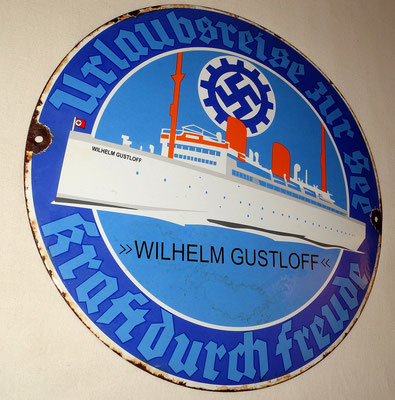 Urlaubsreise zur See
WILHELM GUSTLOFF
»WILHELM GUSTLOFF«
Kraft durch freude